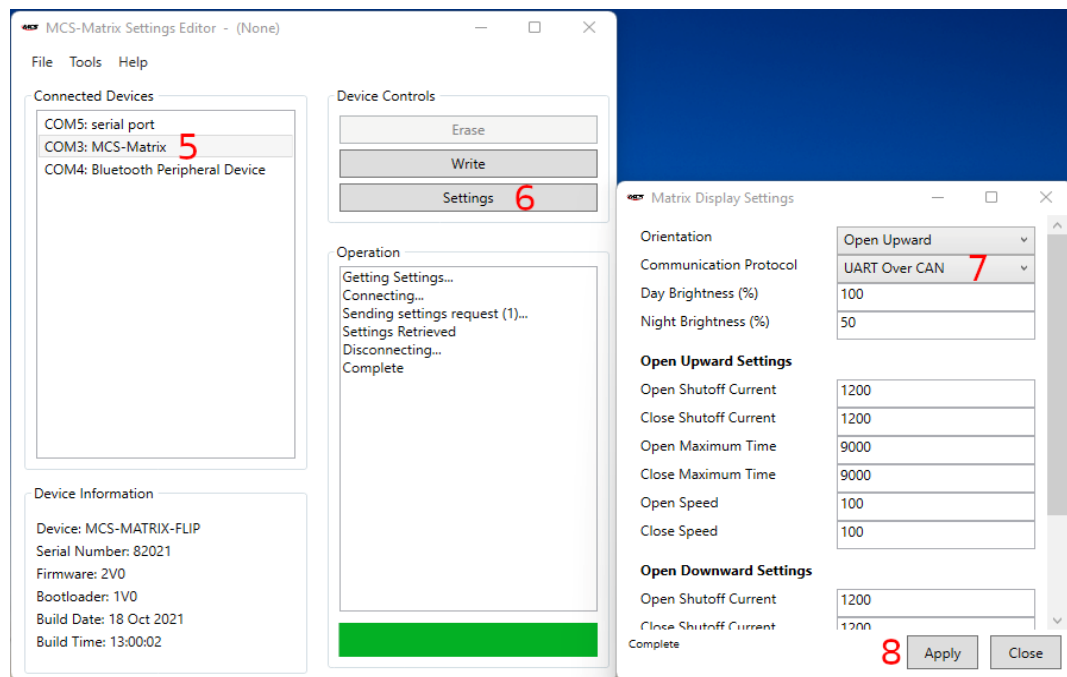 MCS MCS-Matrix Settings Editor - (None)
File Tools Help
Connected Devices
COM5: serial port
COM3: MCS-Matrix 5
COM4: Bluetooth Peripheral Device
Device Information
Device: MCS-MATRIX-FLIP
Serial Number: 82021
Firmware: 2V0
Bootloader: 1V0
Build Date: 18 Oct 2021
Build Time: 13:00:02
Device Controls
Erase
Write
Settings 6
Operation
Getting Settings...
Connecting...
Sending settings request (1)...
Settings Retrieved
Disconnecting...
Complete
MCS Matrix Display Settings
Orientation Open Upward
Communication Protocol UART Over CAN 7
Day Brightness (%) 100
Night Brightness (%) 50
Open Upward Settings
Open Shutoff Current 1200
Close Shutoff Current 1200
Open Maximum Time 9000
Close Maximum Time 9000
Open Speed 100
Close Speed 100
Open Downward Settings
Open Shutoff Current 1200
Close Shutoff Current 1200
Complete
8 Apply Close